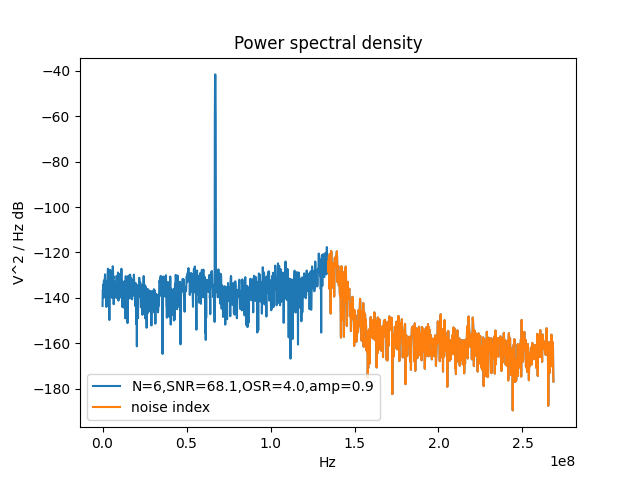 Power spectral density
V^2 / Hz dB
−40
−60
−80
−100
−120
−140
−160
−180
N=6,SNR=68.1,OSR=4.0,amp=0.9
noise index
0.0 0.5 1.0 1.5 2.0 2.5
1e8
Hz